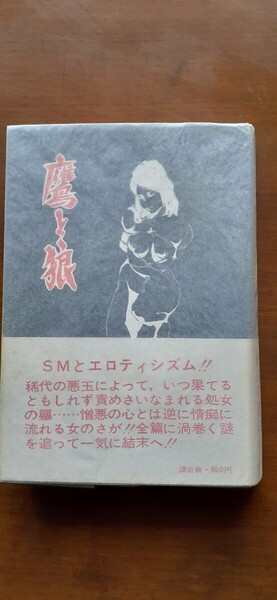 鷹と狼
SMとエロティシズム!!
稀代の悪玉によって，いつ果てる
ともしれず責めさいなまれる処女
の軀……憎悪の心とは逆に情痴に
流れる女のさが!!全篇に渦巻く謎
を追って一気に結末へ!!